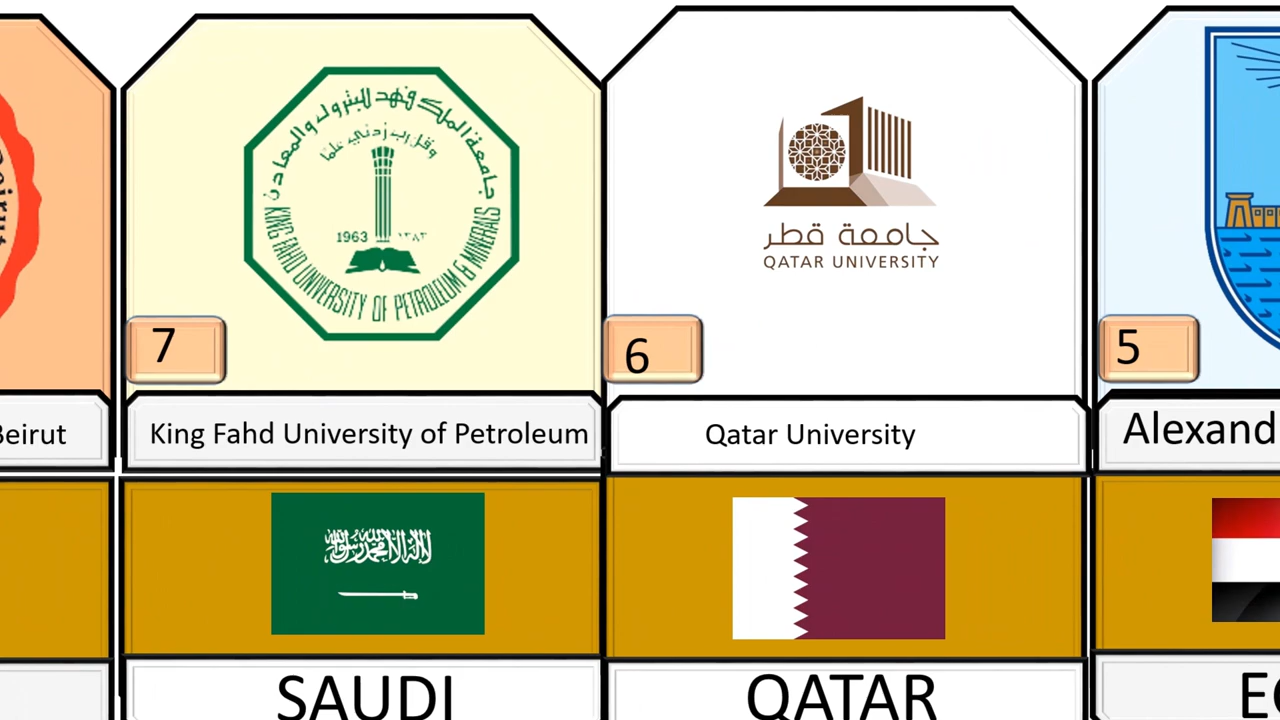 جامعة الملك فهد للبترول والمعادن
وقل رب زدني علما
1963 ١٣٨٣
KING FAHD UNIVERSITY OF PETROLEUM & MINERALS
جامعة قطر
QATAR UNIVERSITY
7
6
5
Beirut
King Fahd University of Petroleum
Qatar University
Alexand
لا إله إلا الله محمد رسول الله
SAUDI
QATAR
EG